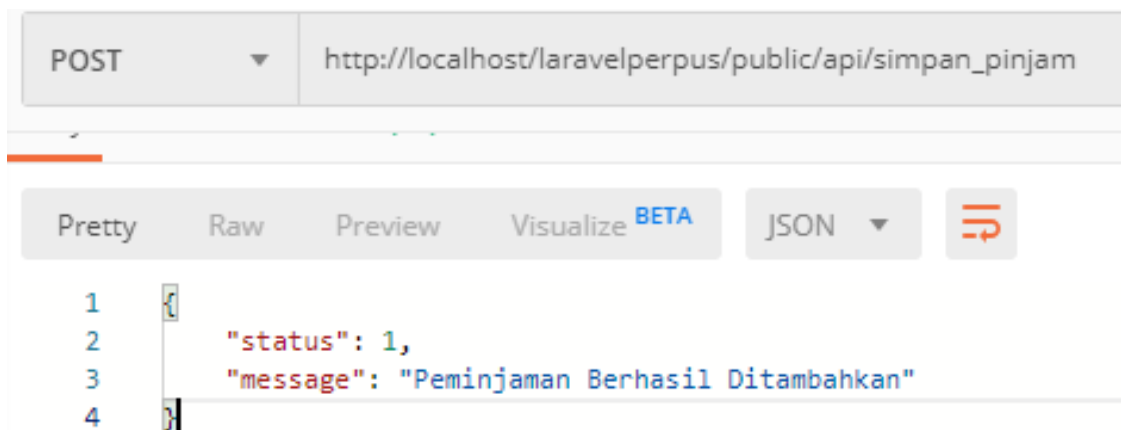 POST http://localhost/laravelperpus/public/api/simpan_pinjam
Pretty Raw Preview Visualize BETA JSON
1 {
2 "status": 1,
3 "message": "Peminjaman Berhasil Ditambahkan"
4 }